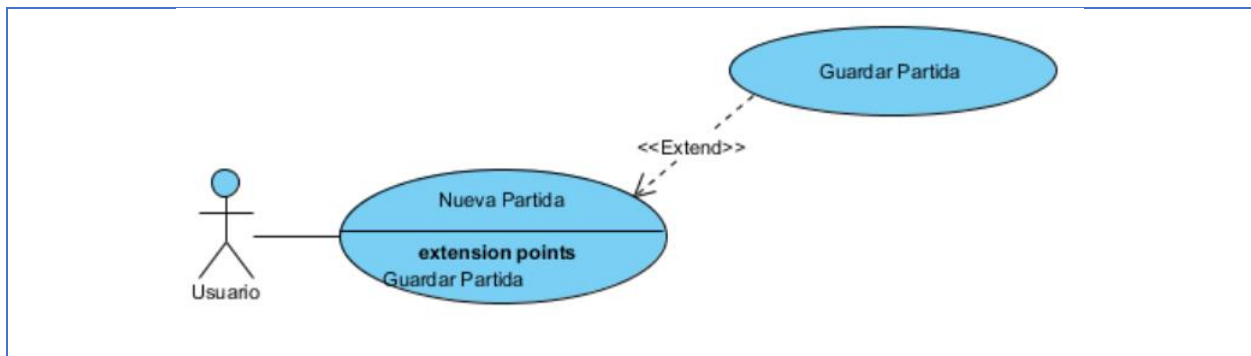 Guardar Partida
<<Extend>>
Nueva Partida
extension points
Guardar Partida
Usuario